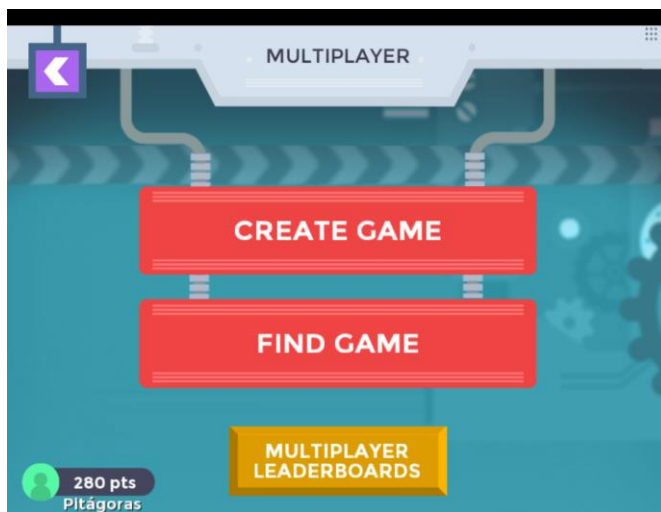 MULTIPLAYER
CREATE GAME
FIND GAME
MULTIPLAYER
LEADERBOARDS
280 pts
Pitágoras